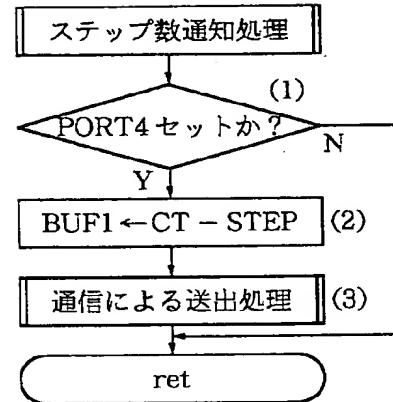 ステップ数通知処理
(1)
PORT4セットか?
N
Y
BUF1←CT－STEP (2)
通信による送出処理 (3)
ret